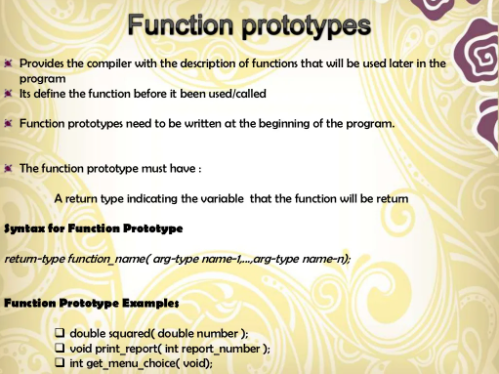 Function prototypes
Provides the compiler with the description of functions that will be used later in the
program
Its define the function before it been used/called
Function prototypes need to be written at the beginning of the program.
The function prototype must have :
A return type indicating the variable that the function will be return
Syntax for Function Prototype
return-type function_name( arg-type name-1,...,arg-type name-n);
Function Prototype Examples
double squared( double number );
void print_report( int report_number );
int get_menu_choice( void);